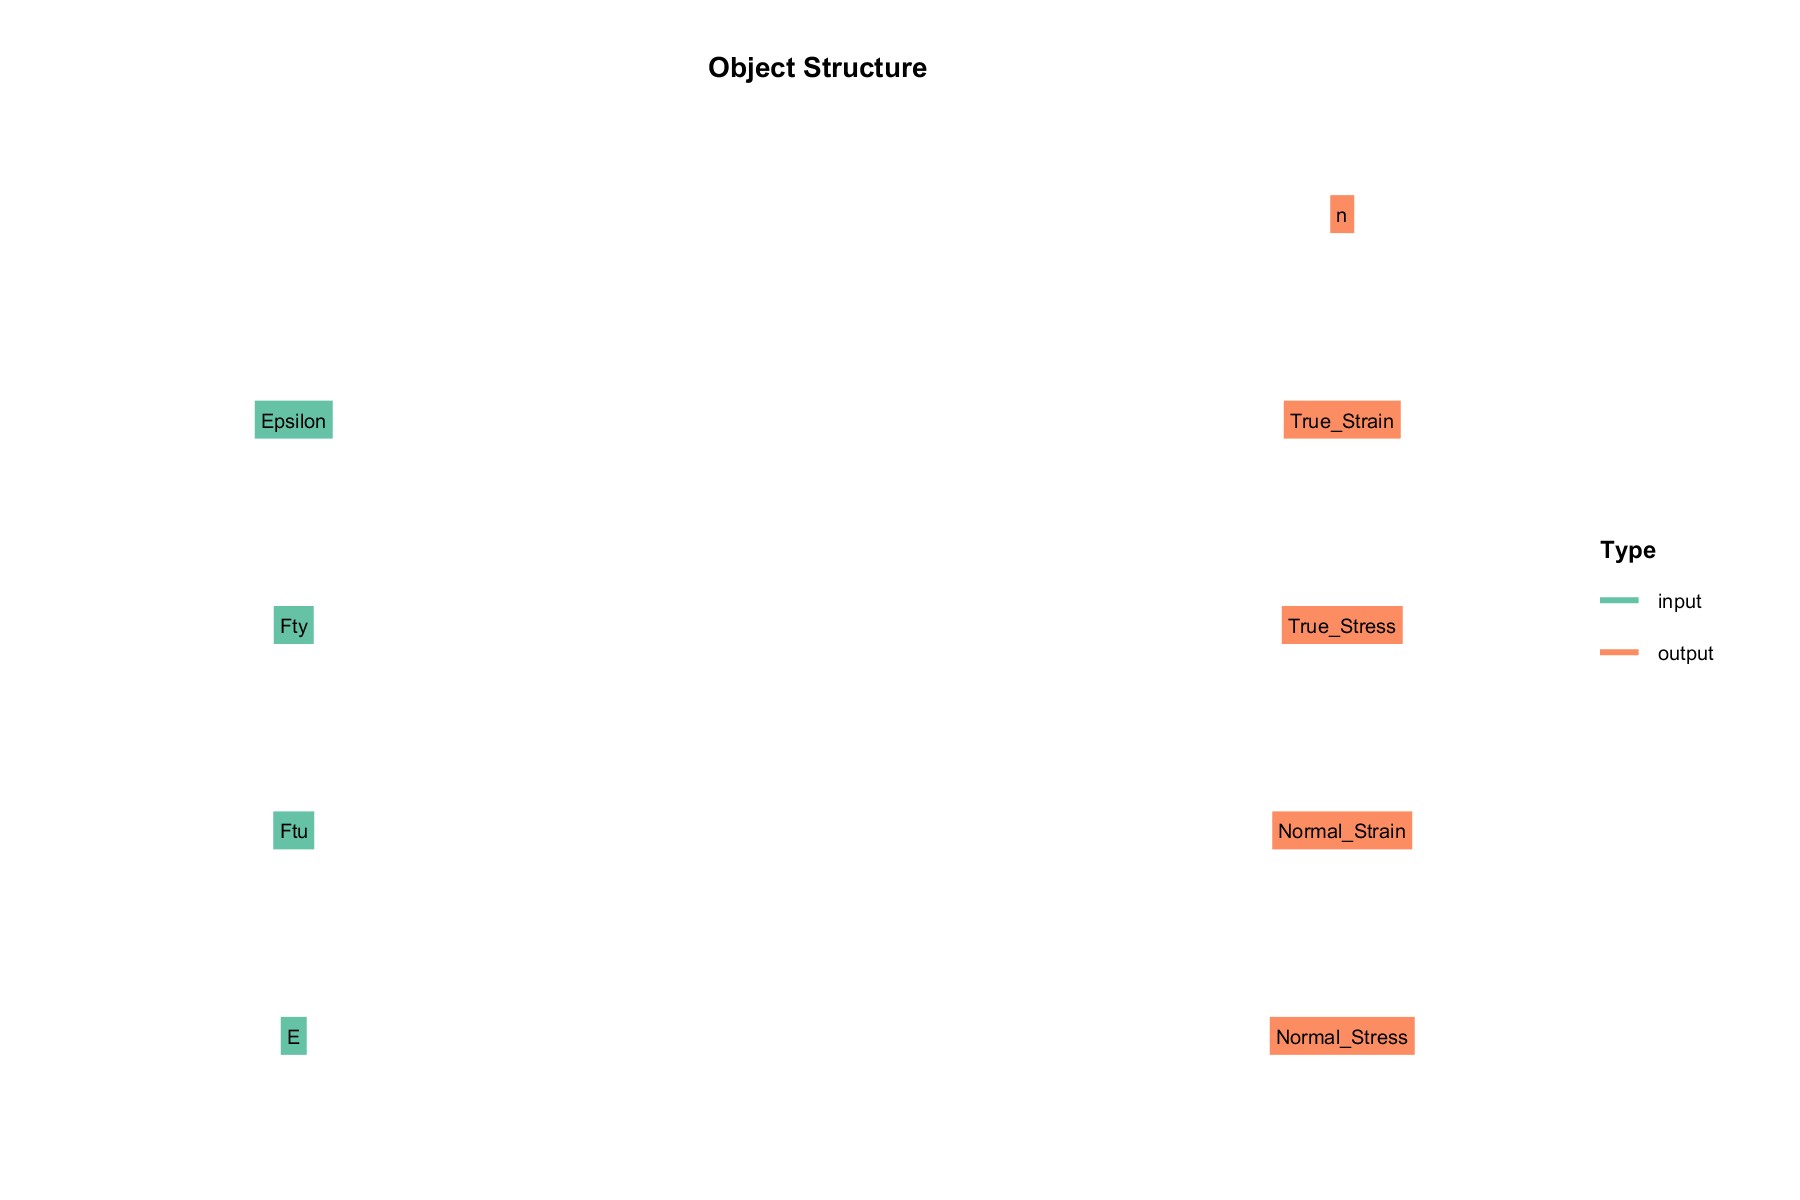 Object Structure
n
Epsilon
True_Strain
Fty
True_Stress
Type
input
output
Ftu
Normal_Strain
E
Normal_Stress